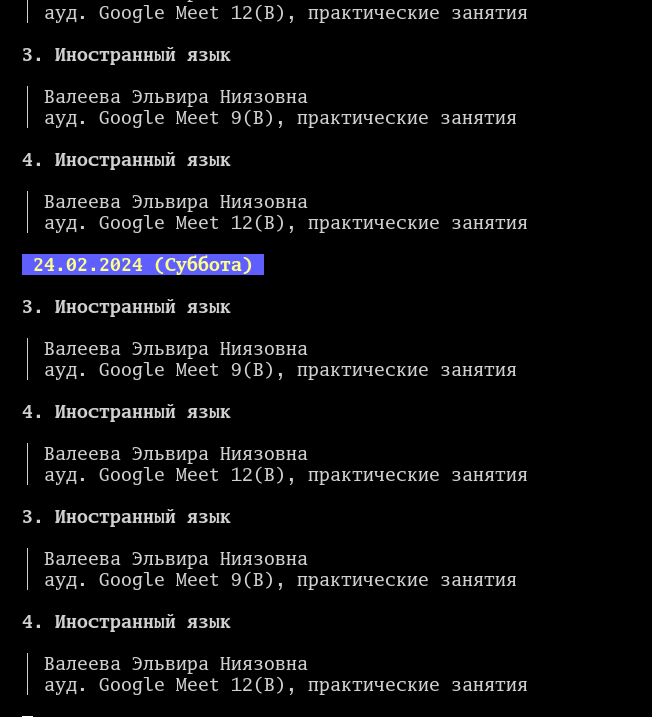 ауд. Google Meet 12(В), практические занятия
3. Иностранный язык
Валеева Эльвира Ниязовна
ауд. Google Meet 9(В), практические занятия
4. Иностранный язык
Валеева Эльвира Ниязовна
ауд. Google Meet 12(В), практические занятия
24.02.2024 (Суббота)
3. Иностранный язык
Валеева Эльвира Ниязовна
ауд. Google Meet 9(В), практические занятия
4. Иностранный язык
Валеева Эльвира Ниязовна
ауд. Google Meet 12(В), практические занятия
3. Иностранный язык
Валеева Эльвира Ниязовна
ауд. Google Meet 9(В), практические занятия
4. Иностранный язык
Валеева Эльвира Ниязовна
ауд. Google Meet 12(В), практические занятия